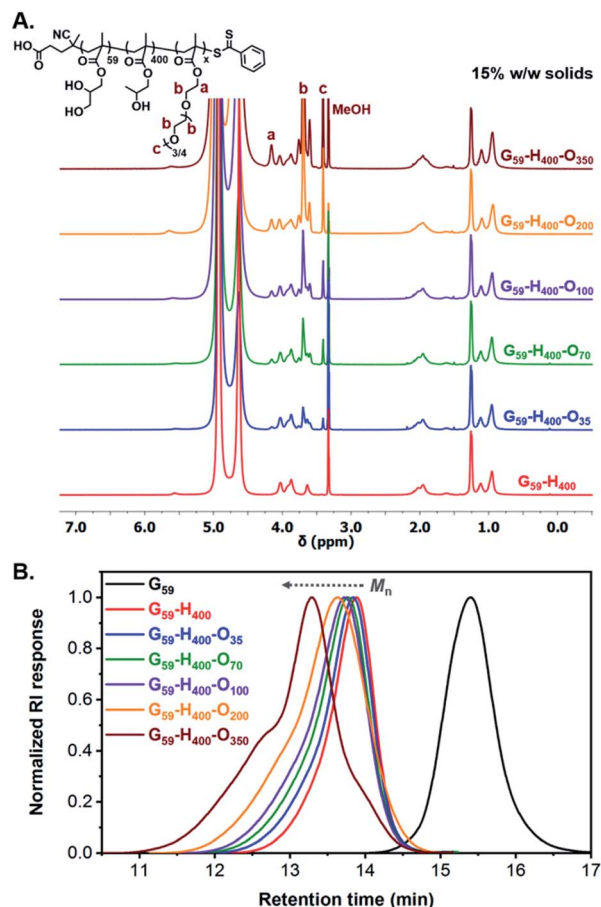 A.
NC
HO
O
59
400
x
S
S
O O
O O
O O
HO
HO
OH
b a
b O
b b
O
c 3/4
15% w/w solids
a
b
c
MeOH
G59-H400-O350
G59-H400-O200
G59-H400-O100
G59-H400-O70
G59-H400-O35
G59-H400
7.0 6.0 5.0 4.0 3.0 2.0 1.0 0.0
δ (ppm)
B.
Mn
G59
G59-H400
G59-H400-O35
G59-H400-O70
G59-H400-O100
G59-H400-O200
G59-H400-O350
Normalized RI response
1.0
0.8
0.6
0.4
0.2
0.0
11 12 13 14 15 16 17
Retention time (min)